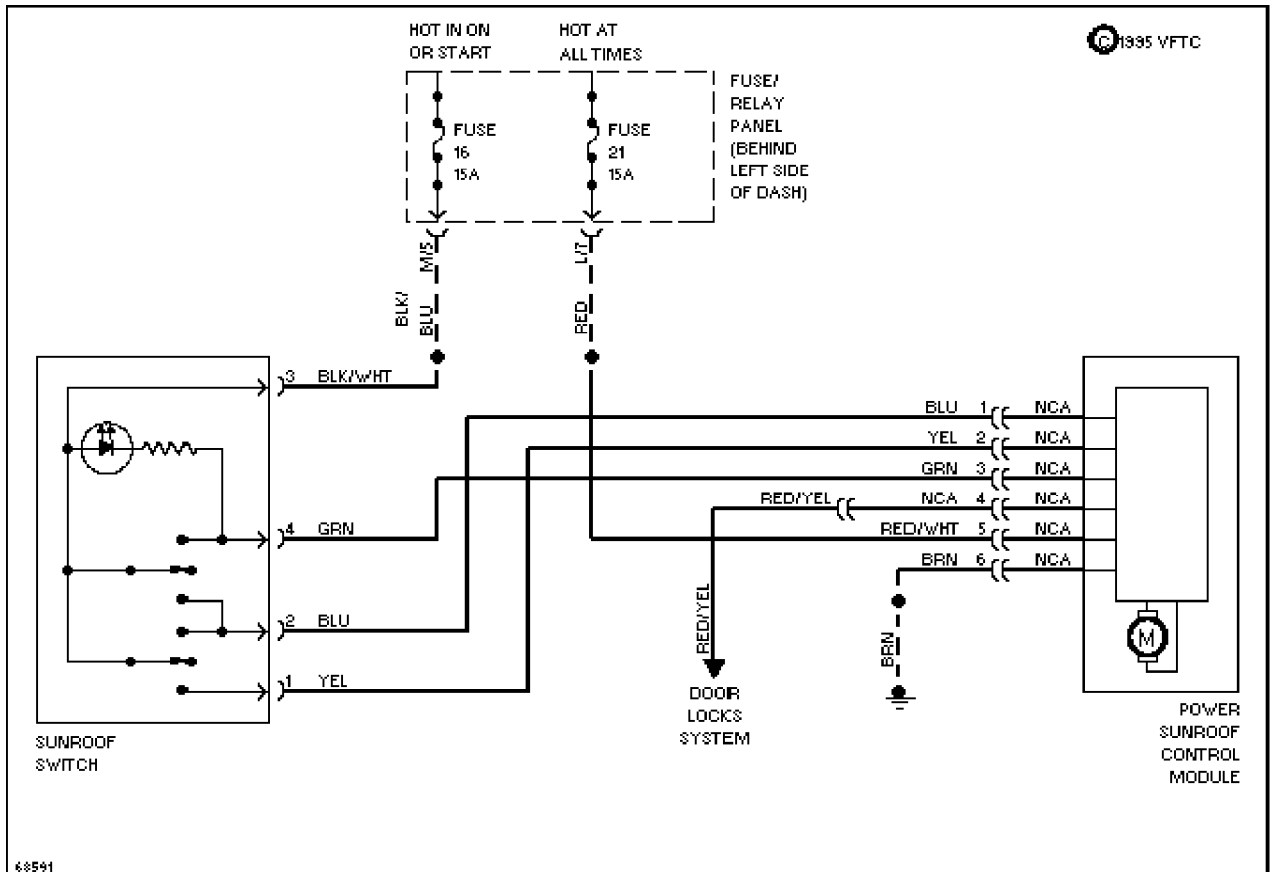 HOT IN ON
OR START
HOT AT
ALL TIMES
© 1995 VFTC
FUSE/
RELAY
PANEL
(BEHIND
LEFT SIDE
OF DASH)
FUSE
16
15A
FUSE
21
15A
M/5
L/7
BLK/
BLU
RED
3 BLK/WHT
4 GRN
2 BLU
1 YEL
SUNROOF
SWITCH
BLU 1 NCA
YEL 2 NCA
GRN 3 NCA
RED/YEL NCA 4 NCA
RED/WHT 5 NCA
BRN 6 NCA
RED/YEL
BRN
DOOR
LOCKS
SYSTEM
M
POWER
SUNROOF
CONTROL
MODULE
68591